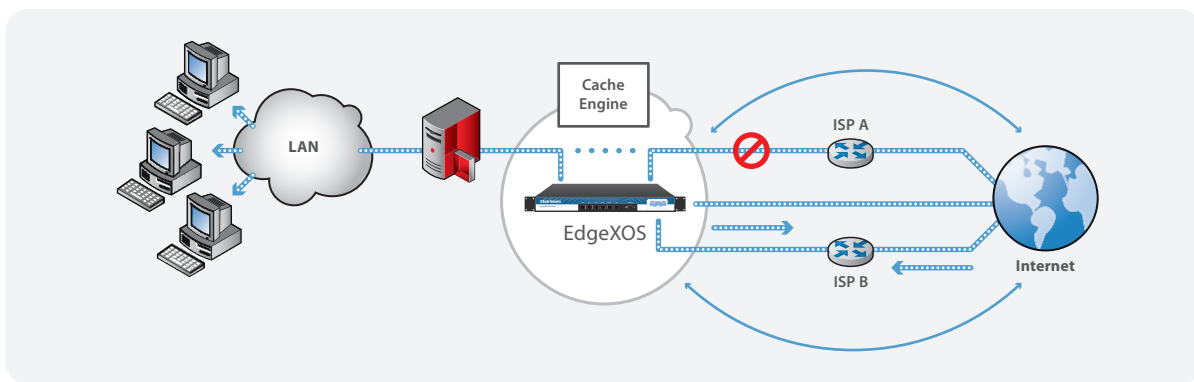 Cache
Engine
ISP A
LAN
EdgeXOS
ISP B
Internet